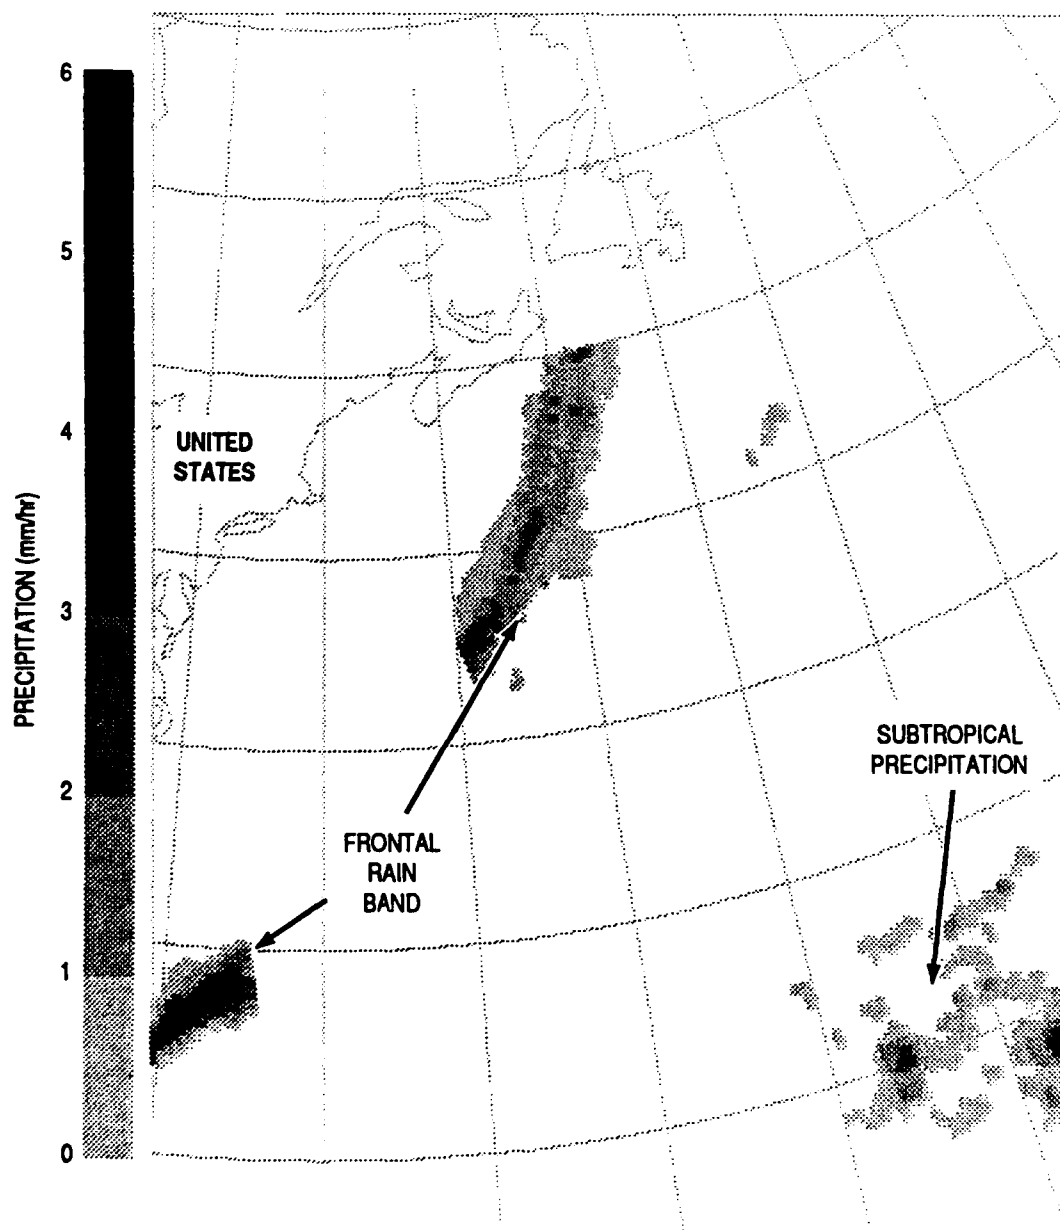 6
5
4
3
2
1
0
PRECIPITATION (mm/hr)
UNITED
STATES
SUBTROPICAL
PRECIPITATION
FRONTAL
RAIN
BAND